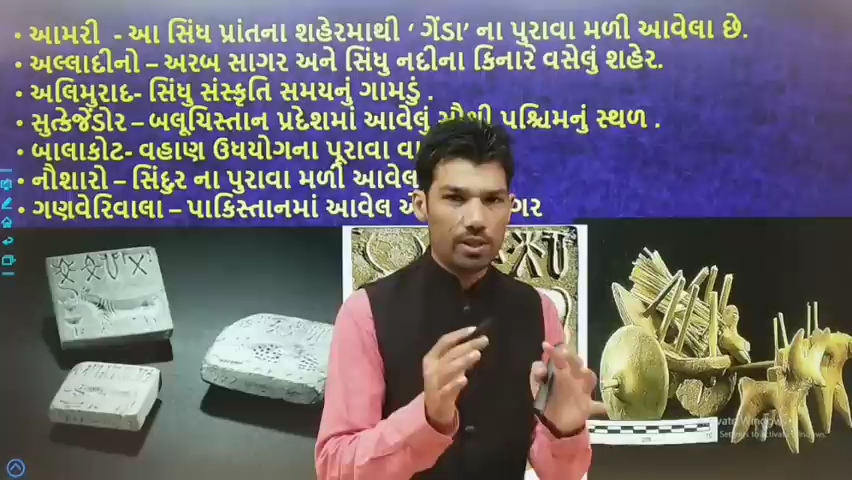 • આમરી - આ સિંધ પ્રાંતના શહેરમાથી ‘ ગેંડા’ ના પુરાવા મળી આવેલા છે.
• અલ્લાદીનો – અરબ સાગર અને સિંધુ નદીના કિનારે વસેલું શહેર.
• અલિમુરાદ- સિંધુ સંસ્કૃતિ સમયનું ગામડું .
• સુત્કેજેંડોર – બલૂચિસ્તાન પ્રદેશમાં આવેલું સૌથી પશ્ચિમનું સ્થળ .
• બાલાકોટ- વહાણ ઉધયોગના પૂરાવા
• નૌશારો – સિંદુર ના પુરાવા મળી આવેલ
• ગણવેરિવાલા – પાકિસ્તાનમાં આવેલ